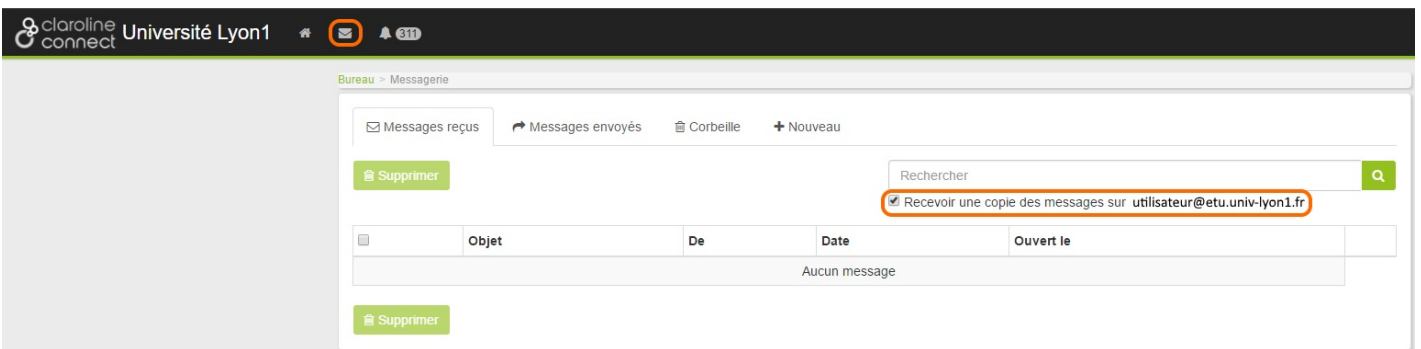 claroline
connect Université Lyon1 311
Bureau > Messagerie
Messages reçus Messages envoyés Corbeille Nouveau
Supprimer Rechercher
Recevoir une copie des messages sur utilisateur@etu.univ-lyon1.fr
Objet De Date Ouvert le
Aucun message
Supprimer